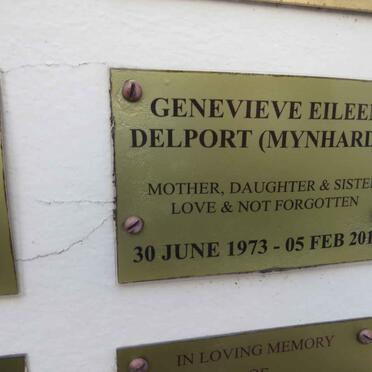 GENEVIEVE EILEE
DELPORT (MYNHARD
MOTHER, DAUGHTER & SISTE
LOVE & NOT FORGOTTEN
30 JUNE 1973 - 05 FEB 201
IN LOVING MEMORY
OF